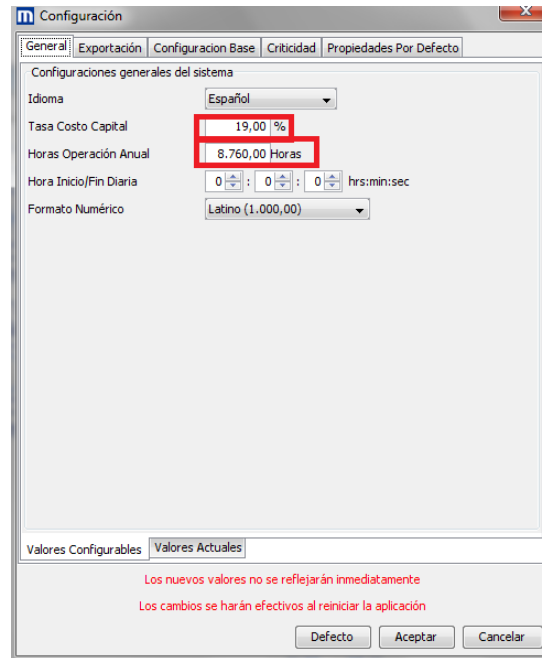 Configuración
General Exportación Configuracion Base Criticidad Propiedades Por Defecto
Configuraciones generales del sistema
Idioma Español
Tasa Costo Capital 19,00 %
Horas Operación Anual 8.760,00 Horas
Hora Inicio/Fin Diaria 0 : 0 : 0 hrs:min:sec
Formato Numérico Latino (1.000,00)
Valores Configurables Valores Actuales
Los nuevos valores no se reflejarán inmediatamente
Los cambios se harán efectivos al reiniciar la aplicación
Defecto Aceptar Cancelar